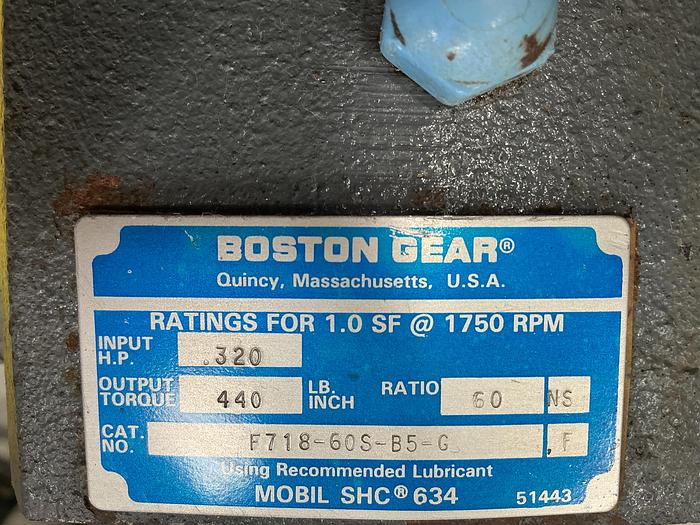 BOSTON GEAR®
Quincy, Massachusetts, U.S.A.
RATINGS FOR 1.0 SF @ 1750 RPM
INPUT H.P. .320
OUTPUT TORQUE 440 LB. INCH RATIO 60 NS
CAT. NO. F718-60S-B5-G F
Using Recommended Lubricant
MOBIL SHC® 634 51443